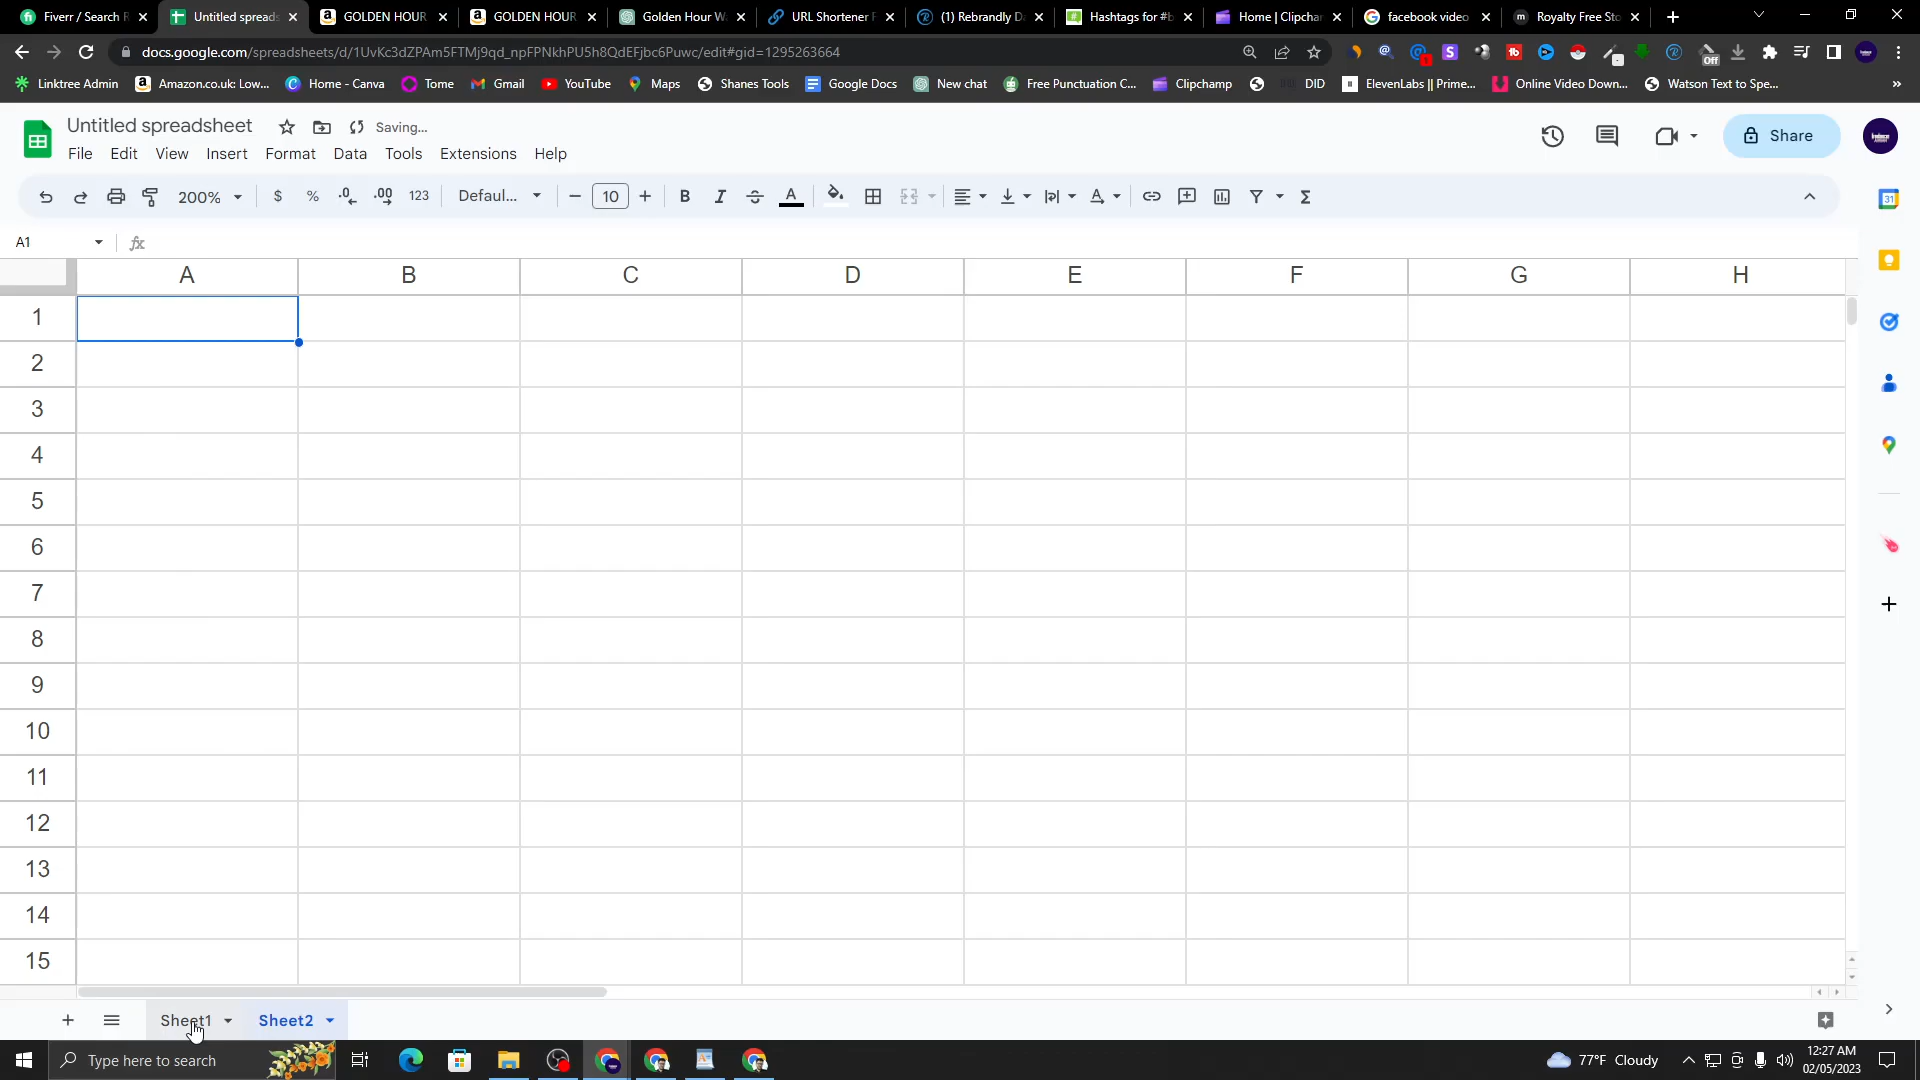 Fiverr / Search R
Untitled spreads
GOLDEN HOUR
GOLDEN HOUR
Golden Hour W
URL Shortener F
(1) Rebrandly D
Hashtags for #b
Home | Clipcha
facebook video
Royalty Free Sto
docs.google.com/spreadsheets/d/1UvKc3dZPAm5FTMj9qd_npFPNkhPU5h8QdEFjbc6Puwc/edit#gid=1295263664
Linktree Admin
Amazon.co.uk: Low...
Home - Canva
Tome
Gmail
YouTube
Maps
Shanes Tools
Google Docs
New chat
Free Punctuation C...
Clipchamp
DID
ElevenLabs || Prime...
Online Video Down...
Watson Text to Spe...
»
Untitled spreadsheet
Saving...
Share
File Edit View Insert Format Data Tools Extensions Help
200% $ % .0 .00 123 Defaul... − 10 + B I S A Σ
Off
31
A1 fx
A B C D E F G H
1
2
3
4
5
6
7
8
9
10
11
12
13
14
15
+ Sheet1 Sheet2
Type here to search
77°F Cloudy
12:27 AM
02/05/2023